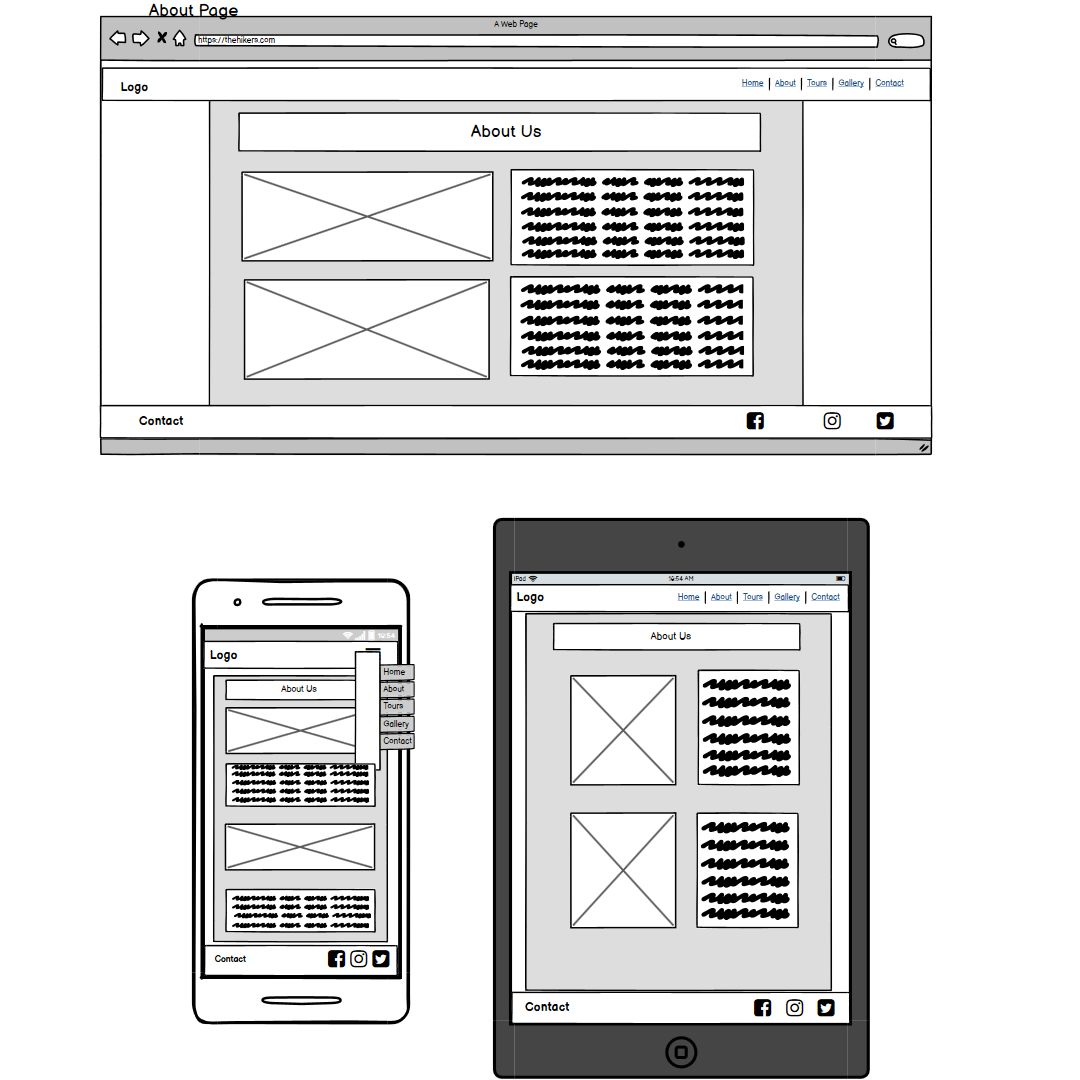 About Page
A Web Page
https://thehikers.com
Logo
Home | About | Tours | Gallery | Contact
About Us
Contact
10:54
Logo
Home
About
Tours
Gallery
Contact
About Us
Contact
iPad 10:54 AM
Logo
Home | About | Tours | Gallery | Contact
About Us
Contact